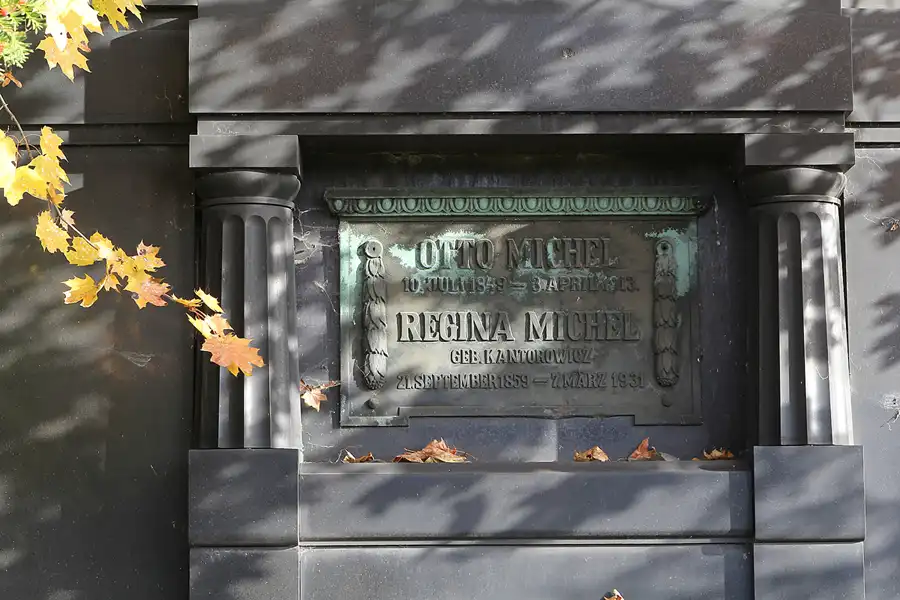 OTTO MICHEL
10. JULI 1849 — 3. APRIL 1913.
REGINA MICHEL
GEB. KANTOROWICZ
21. SEPTEMBER 1859 — 7. MÄRZ 1931.